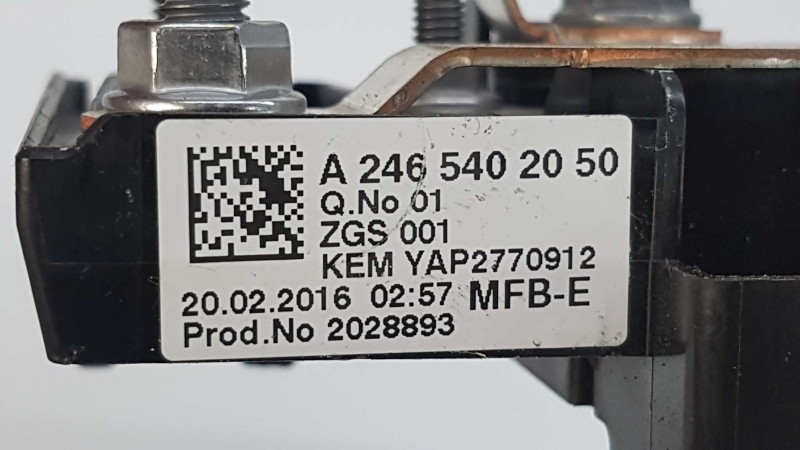 A 246 540 20 50
Q.No 01
ZGS 001
KEM YAP2770912
20.02.2016 02:57 MFB-E
Prod.No 2028893